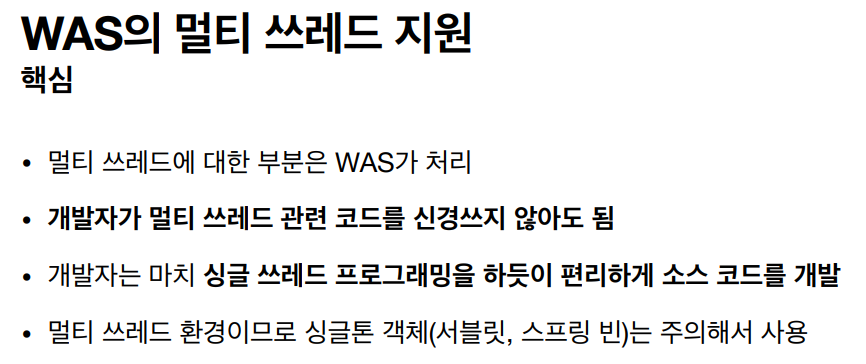 WAS의 멀티 쓰레드 지원
핵심
• 멀티 쓰레드에 대한 부분은 WAS가 처리
• 개발자가 멀티 쓰레드 관련 코드를 신경쓰지 않아도 됨
• 개발자는 마치 싱글 쓰레드 프로그래밍을 하듯이 편리하게 소스 코드를 개발
• 멀티 쓰레드 환경이므로 싱글톤 객체(서블릿, 스프링 빈)는 주의해서 사용